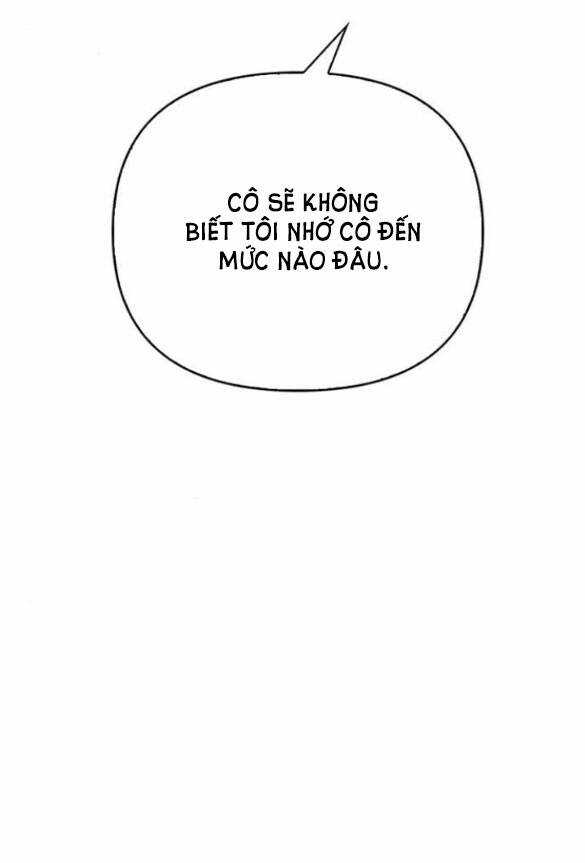 CÔ SẼ KHÔNG
BIẾT TÔI NHỚ CÔ ĐẾN
MỨC NÀO ĐÂU.